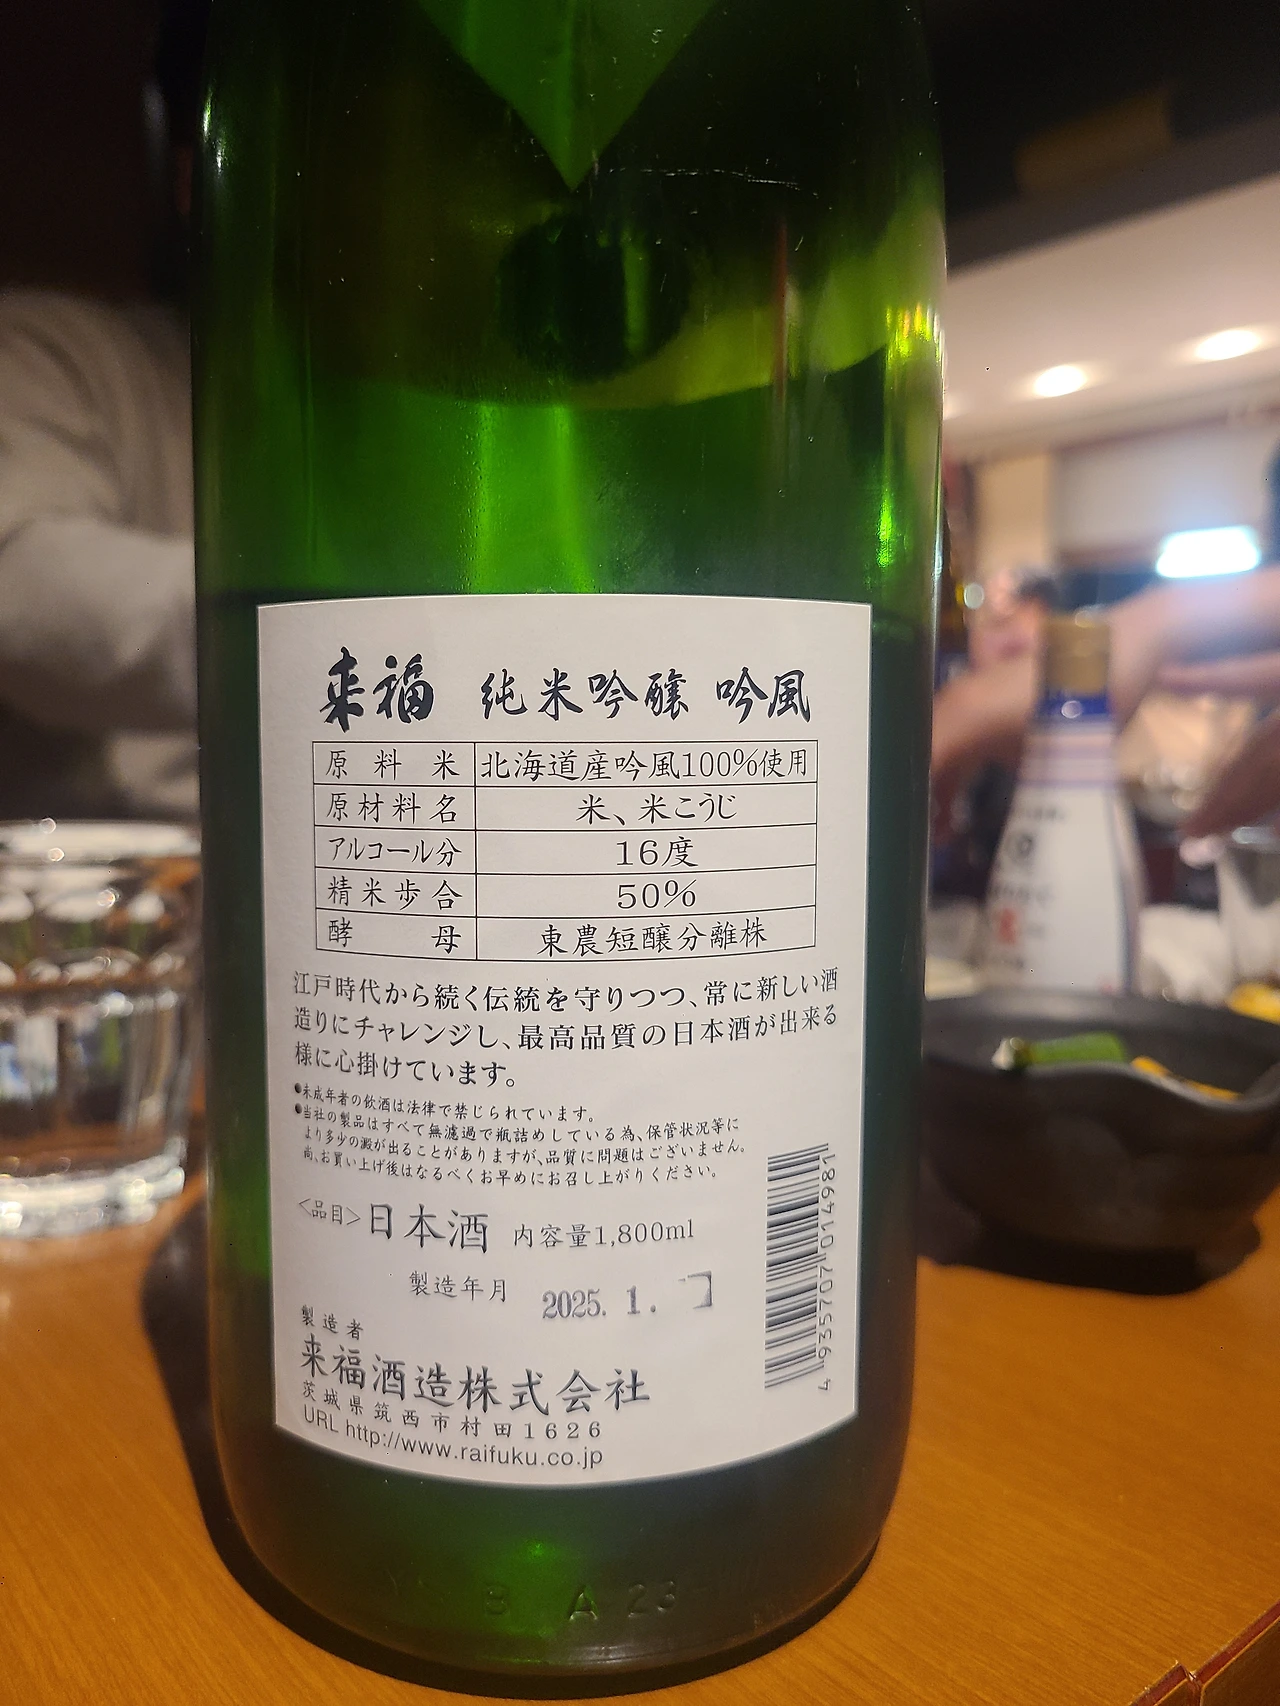 来福 純米吟醸 吟風
原料米 北海道産吟風100%使用
原材料名 米、米こうじ
アルコール分 16度
精米歩合 50%
酵母 東農短醸分離株
江戸時代から続く伝統を守りつつ、常に新しい酒
造りにチャレンジし、最高品質の日本酒が出来る
様に心掛けています。
●未成年者の飲酒は法律で禁じられています。
●当社の製品はすべて無濾過で瓶詰めしている為、保管状況等に
より多少の澱が出ることがありますが、品質に問題はございません。
尚、お買い上げ後はなるべくお早めにお召し上がりください。
<品目>日本酒 内容量1,800ml
製造年月 2025. 1.
製造者
来福酒造株式会社
茨城県筑西市村田1626
URL http://www.raifuku.co.jp
4 935707 014981
8 A 23